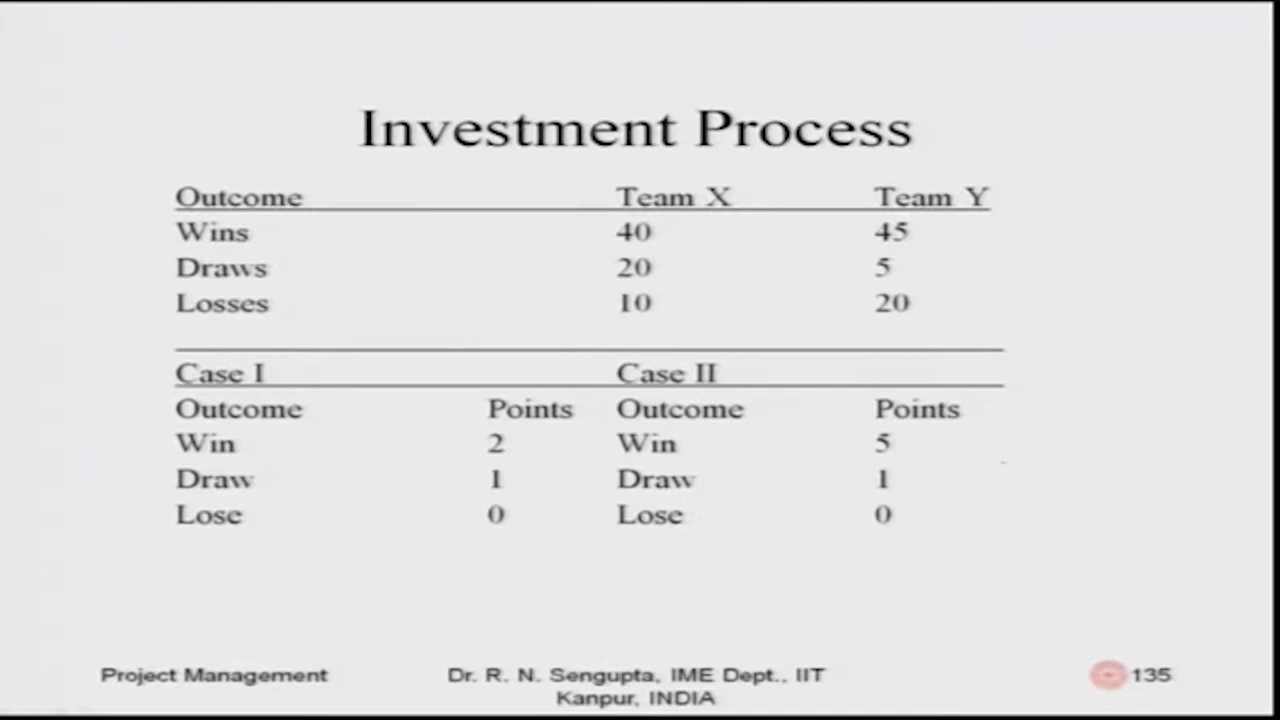 Investment Process
Outcome Team X Team Y
Wins 40 45
Draws 20 5
Losses 10 20
Case I Case II
Outcome Points Outcome Points
Win 2 Win 5
Draw 1 Draw 1
Lose 0 Lose 0
Project Management Dr. R. N. Sengupta, IME Dept., IIT 135
Kanpur, INDIA